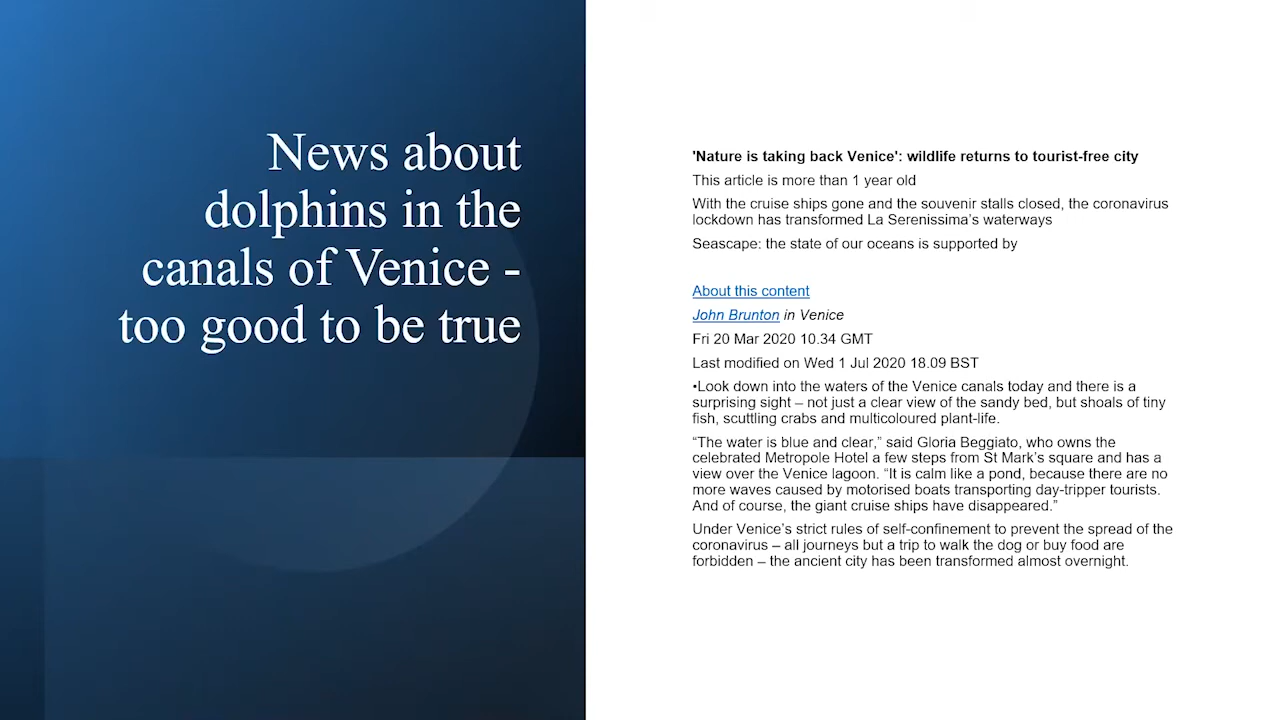 News about
dolphins in the
canals of Venice -
too good to be true
'Nature is taking back Venice': wildlife returns to tourist-free city
This article is more than 1 year old
With the cruise ships gone and the souvenir stalls closed, the coronavirus
lockdown has transformed La Serenissima’s waterways
Seascape: the state of our oceans is supported by
About this content
John Brunton in Venice
Fri 20 Mar 2020 10.34 GMT
Last modified on Wed 1 Jul 2020 18.09 BST
•Look down into the waters of the Venice canals today and there is a
surprising sight – not just a clear view of the sandy bed, but shoals of tiny
fish, scuttling crabs and multicoloured plant-life.
“The water is blue and clear,” said Gloria Beggiato, who owns the
celebrated Metropole Hotel a few steps from St Mark’s square and has a
view over the Venice lagoon. “It is calm like a pond, because there are no
more waves caused by motorised boats transporting day-tripper tourists.
And of course, the giant cruise ships have disappeared.”
Under Venice’s strict rules of self-confinement to prevent the spread of the
coronavirus – all journeys but a trip to walk the dog or buy food are
forbidden – the ancient city has been transformed almost overnight.